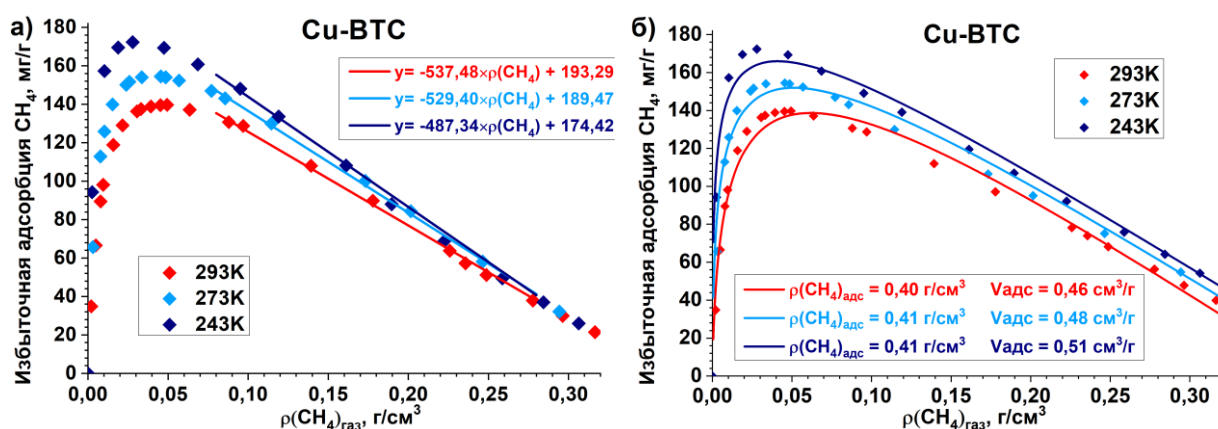 а)
Cu-BTC
y= -537,48×ρ(CH₄) + 193,29
y= -529,40×ρ(CH₄) + 189,47
y= -487,34×ρ(CH₄) + 174,42
293K
273K
243K
Избыточная адсорбция CH₄, мг/г
180
160
140
120
100
80
60
40
20
0
0,00 0,05 0,10 0,15 0,20 0,25 0,30
ρ(CH₄)газ, г/см³
б)
Cu-BTC
293K
273K
243K
ρ(CH₄)адс = 0,40 г/см³ Vадс = 0,46 см³/г
ρ(CH₄)адс = 0,41 г/см³ Vадс = 0,48 см³/г
ρ(CH₄)адс = 0,41 г/см³ Vадс = 0,51 см³/г
Избыточная адсорбция CH₄, мг/г
180
160
140
120
100
80
60
40
20
0
0,00 0,05 0,10 0,15 0,20 0,25 0,30
ρ(CH₄)газ, г/см³